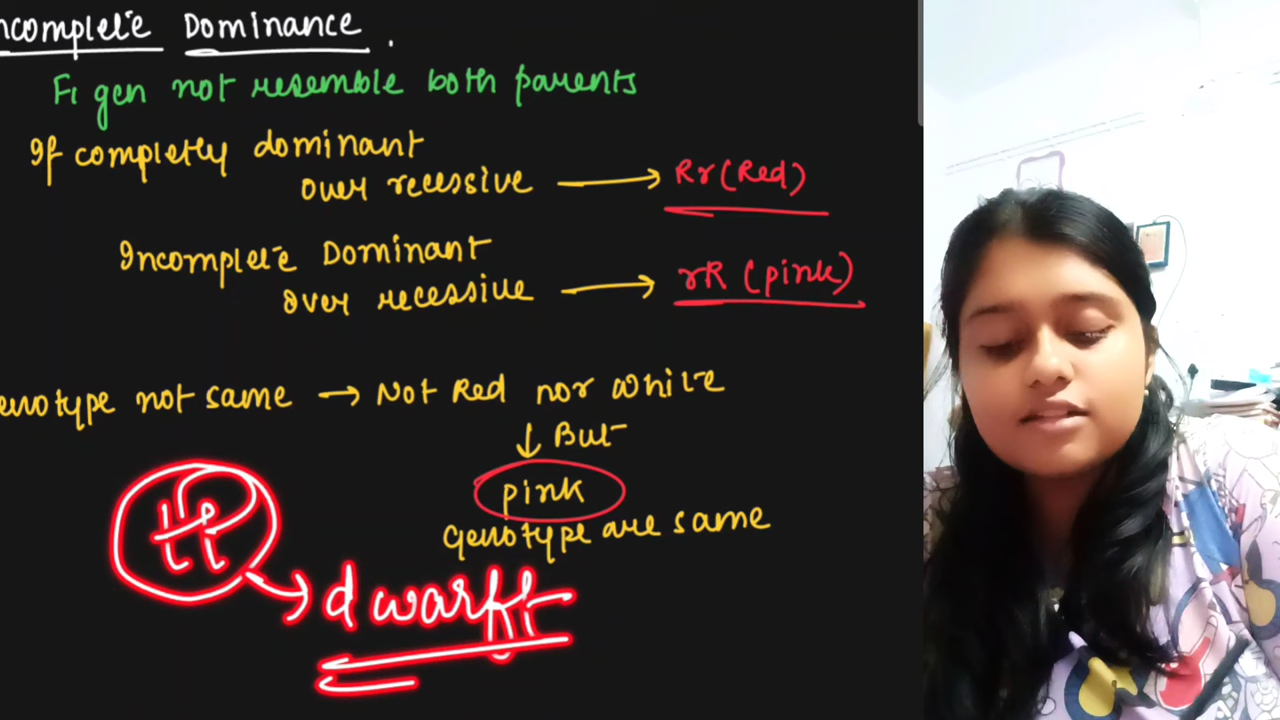 ncomplete Dominance.
F1 gen not resemble both parents
If completly dominant
over recessive → Rr (Red)
Incomplete Dominant
over recessive → rR (pink)
enotype not same → Not Red nor white
↓ But
pink
Genotype are same
tt
→ dwarft